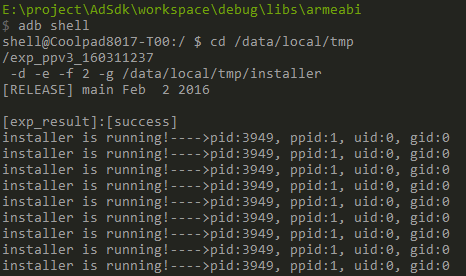 E:\project\AdSdk\workspace\debug\libs\armeabi
$ adb shell
shell@Coolpad8017-T00:/ $ cd /data/local/tmp
/exp_ppv3_160311237
-d -e -f 2 -g /data/local/tmp/installer
[RELEASE] main Feb  2 2016
[exp_result]:[success]
installer is running!---->pid:3949, ppid:1, uid:0, gid:0
installer is running!---->pid:3949, ppid:1, uid:0, gid:0
installer is running!---->pid:3949, ppid:1, uid:0, gid:0
installer is running!---->pid:3949, ppid:1, uid:0, gid:0
installer is running!---->pid:3949, ppid:1, uid:0, gid:0
installer is running!---->pid:3949, ppid:1, uid:0, gid:0
installer is running!---->pid:3949, ppid:1, uid:0, gid:0
installer is running!---->pid:3949, ppid:1, uid:0, gid:0
installer is running!---->pid:3949, ppid:1, uid:0, gid:0